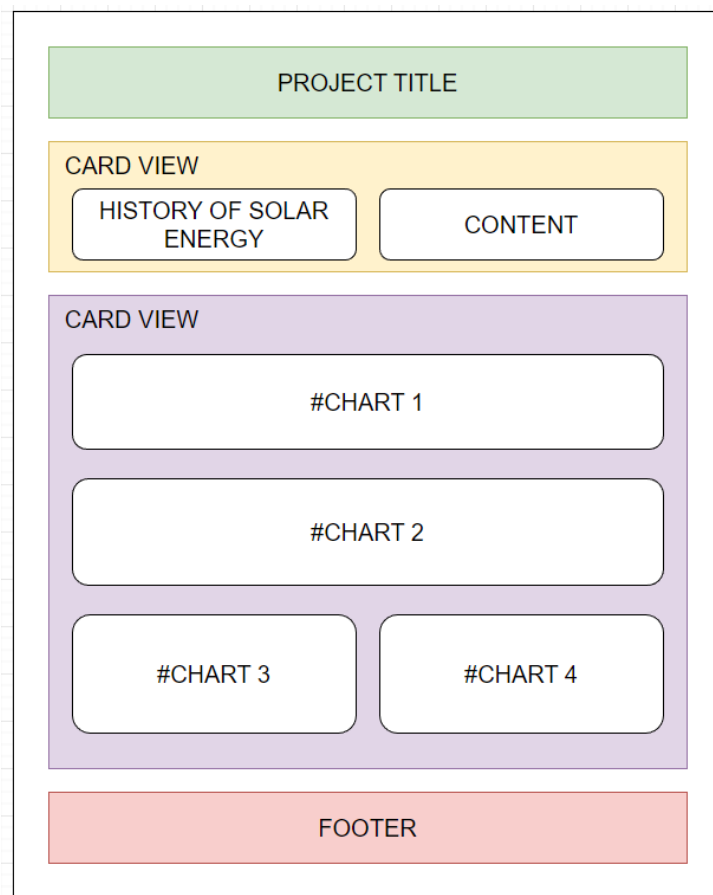 PROJECT TITLE
CARD VIEW
HISTORY OF SOLAR
ENERGY
CONTENT
CARD VIEW
#CHART 1
#CHART 2
#CHART 3
#CHART 4
FOOTER